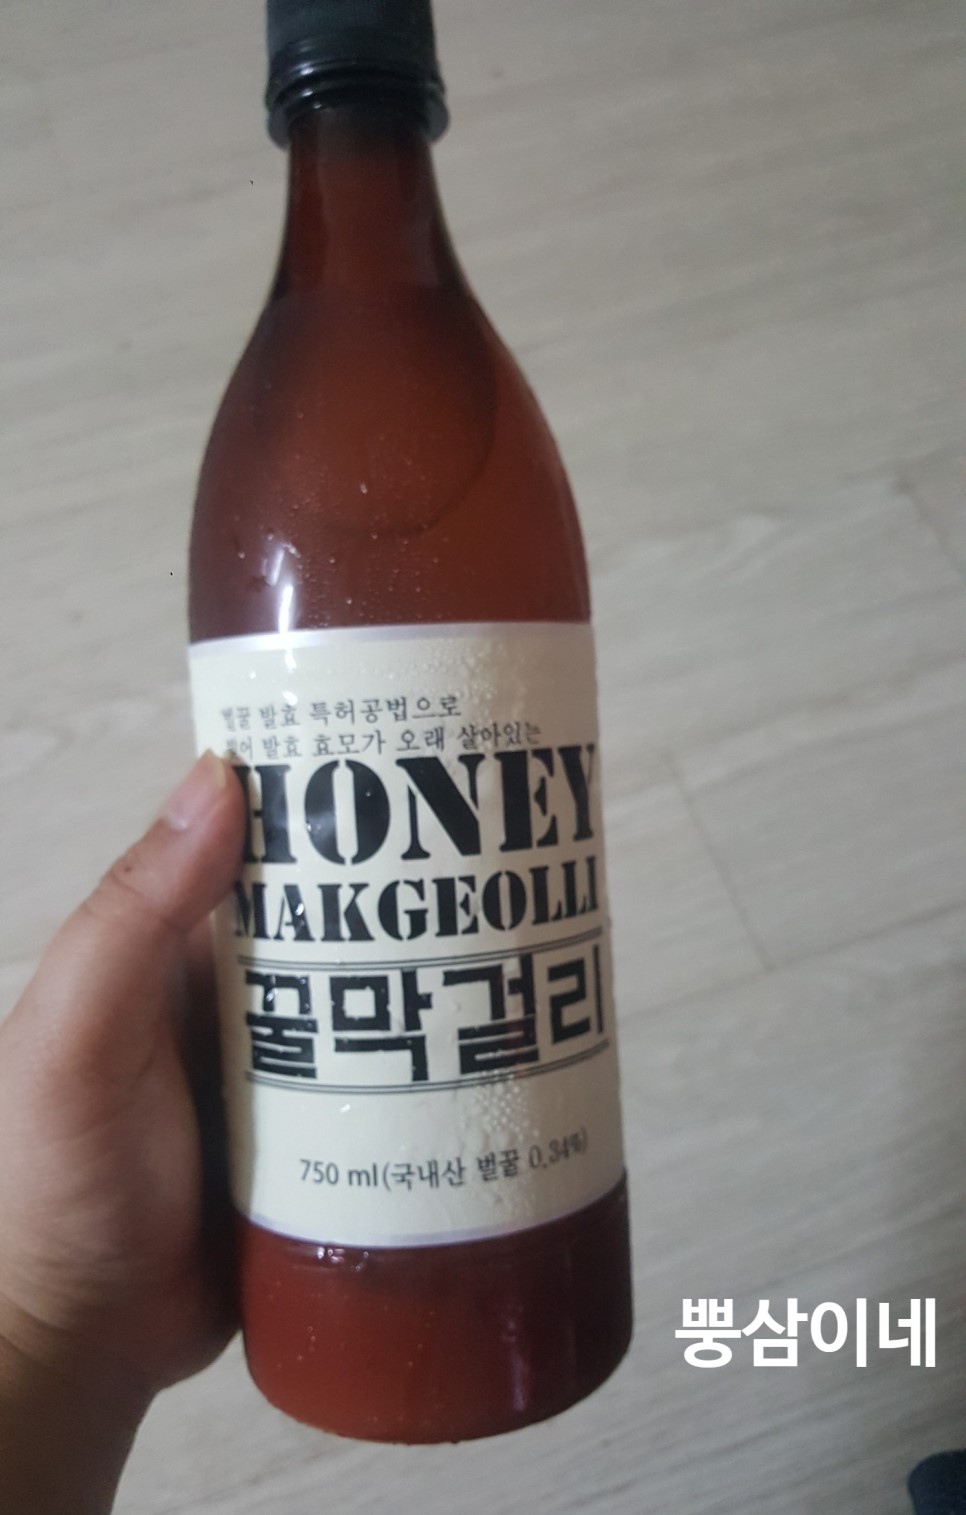 벌꿀 발효 특허공법으로
발효 효모가 오래 살아있는
HONEY
MAKGEOLLI
꿀막걸리
750 ml(국내산 벌꿀 0.34%)
뿡삼이네